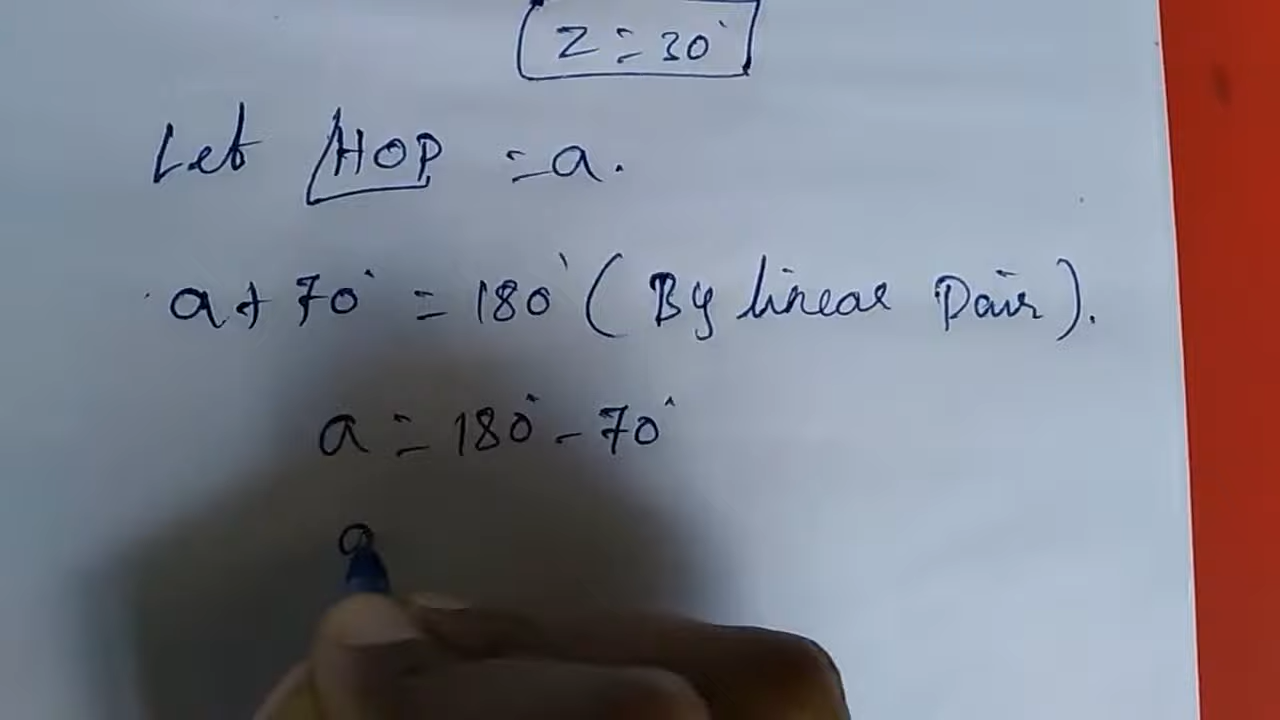 z = 30°
Let ∠HOP = a.
a + 70° = 180° (By linear Pair).
a = 180° - 70°
a